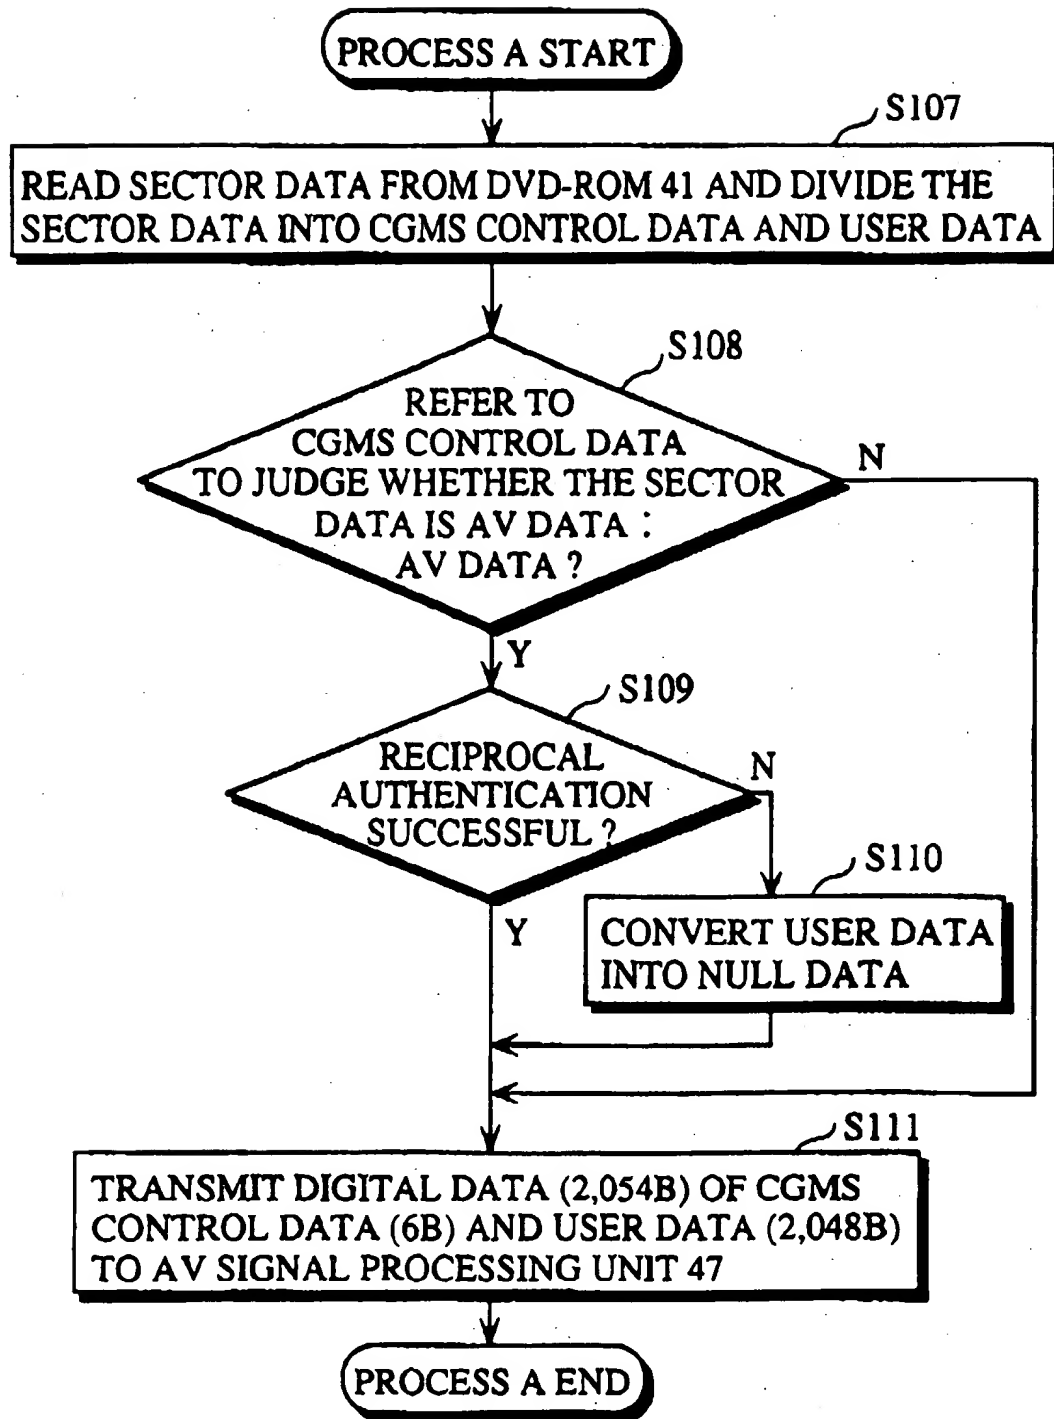 PROCESS A START
S107
READ SECTOR DATA FROM DVD-ROM 41 AND DIVIDE THE
SECTOR DATA INTO CGMS CONTROL DATA AND USER DATA
S108
REFER TO
CGMS CONTROL DATA
TO JUDGE WHETHER THE SECTOR
DATA IS AV DATA :
AV DATA ?
N
Y
S109
RECIPROCAL
AUTHENTICATION
SUCCESSFUL ?
N
Y
S110
CONVERT USER DATA
INTO NULL DATA
S111
TRANSMIT DIGITAL DATA (2,054B) OF CGMS
CONTROL DATA (6B) AND USER DATA (2,048B)
TO AV SIGNAL PROCESSING UNIT 47
PROCESS A END